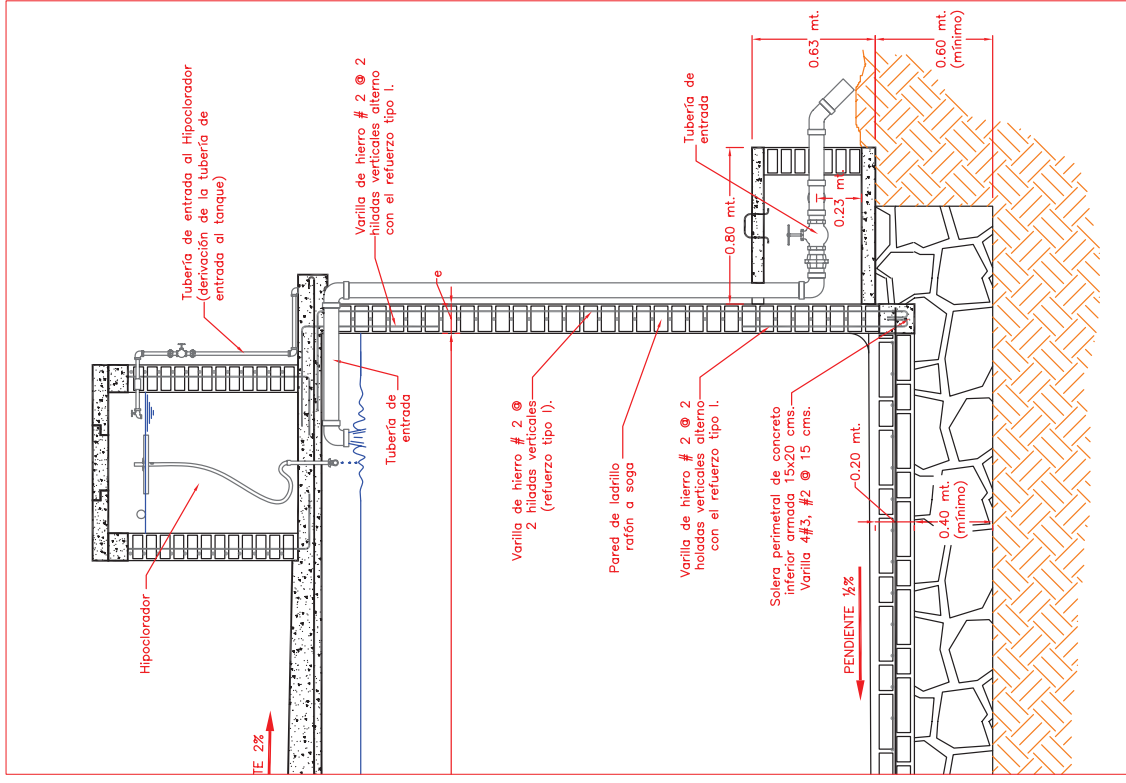 Hipoclorador
Tubería de entrada al Hipoclorador
(derivación de la tubería de
entrada al tanque)
Varilla de hierro # 2 @ 2
hiladas verticales alterno
con el refuerzo tipo I.
TE 2%
Tubería de
entrada
e
Varilla de hierro # 2 @
2 hiladas verticales
(refuerzo tipo I).
Pared de ladrillo
rafón a soga
Varilla de hierro # 2 @ 2
holadas verticales alterno
con el refuerzo tipo I.
Solera perimetral de concreto
inferior armada 15x20 cms.
Varilla 4#3, #2 @ 15 cms.
Tubería de
entrada
0.63 mt.
0.60 mt.
(mínimo)
0.80 mt.
0.23 mt.
0.20 mt.
0.40 mt.
(mínimo)
PENDIENTE ½%